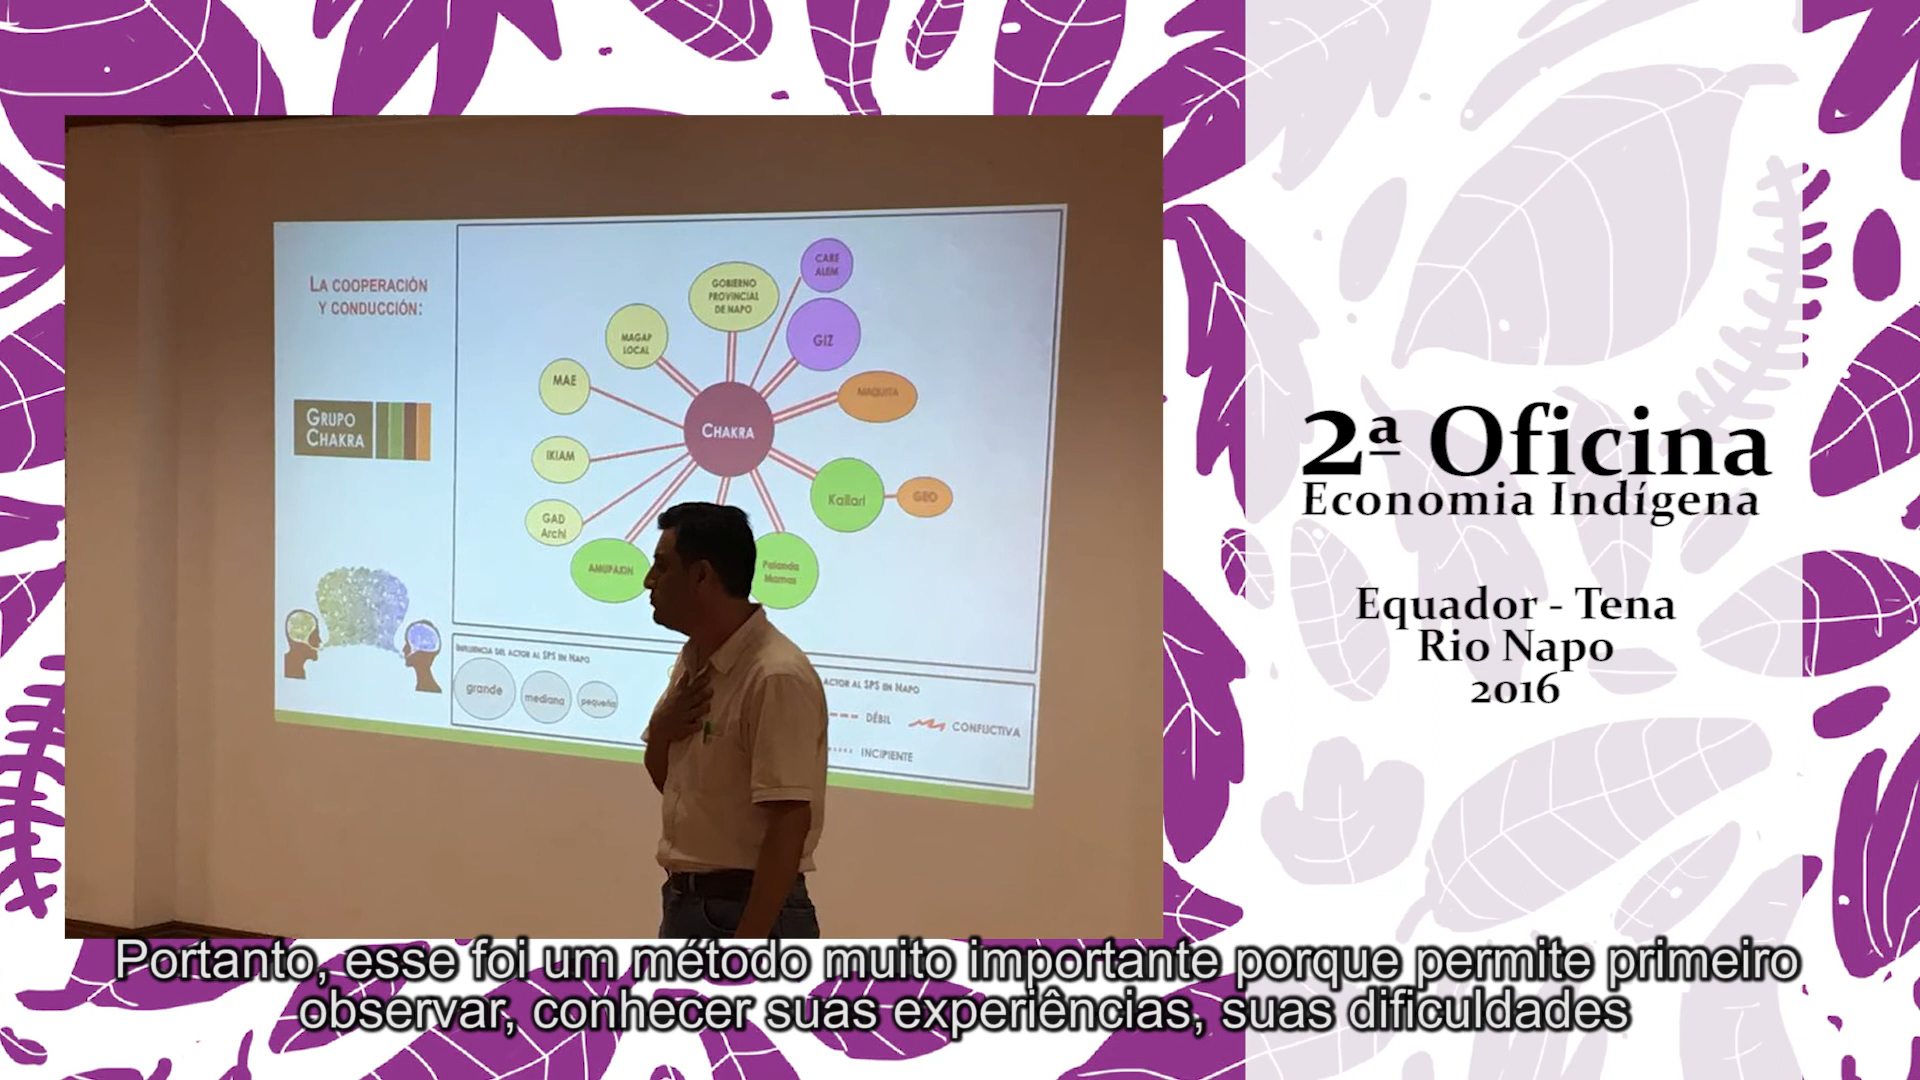 LA COOPERACIÓN
Y CONDUCCIÓN:
GRUPO
CHAKRA
CARE
ALEM
GOBIERNO
PROVINCIAL
DE NAPO
GIZ
MAGAP
LOCAL
MAE
MAQUITA
CHAKRA
IKIAM
Kallari
GEO
GAD
Archi
AMUPAKIN
Mamas
INFLUENCIA DEL ACTOR AL SPS EN NAPO
grande
mediana
pequeña
ACTOR AL SPS EN NAPO
DÉBIL
CONFLICTIVA
INCIPIENTE
2ª Oficina
Economia Indígena
Equador - Tena
Rio Napo
2016
Portanto, esse foi um método muito importante porque permite primeiro
observar, conhecer suas experiências, suas dificuldades